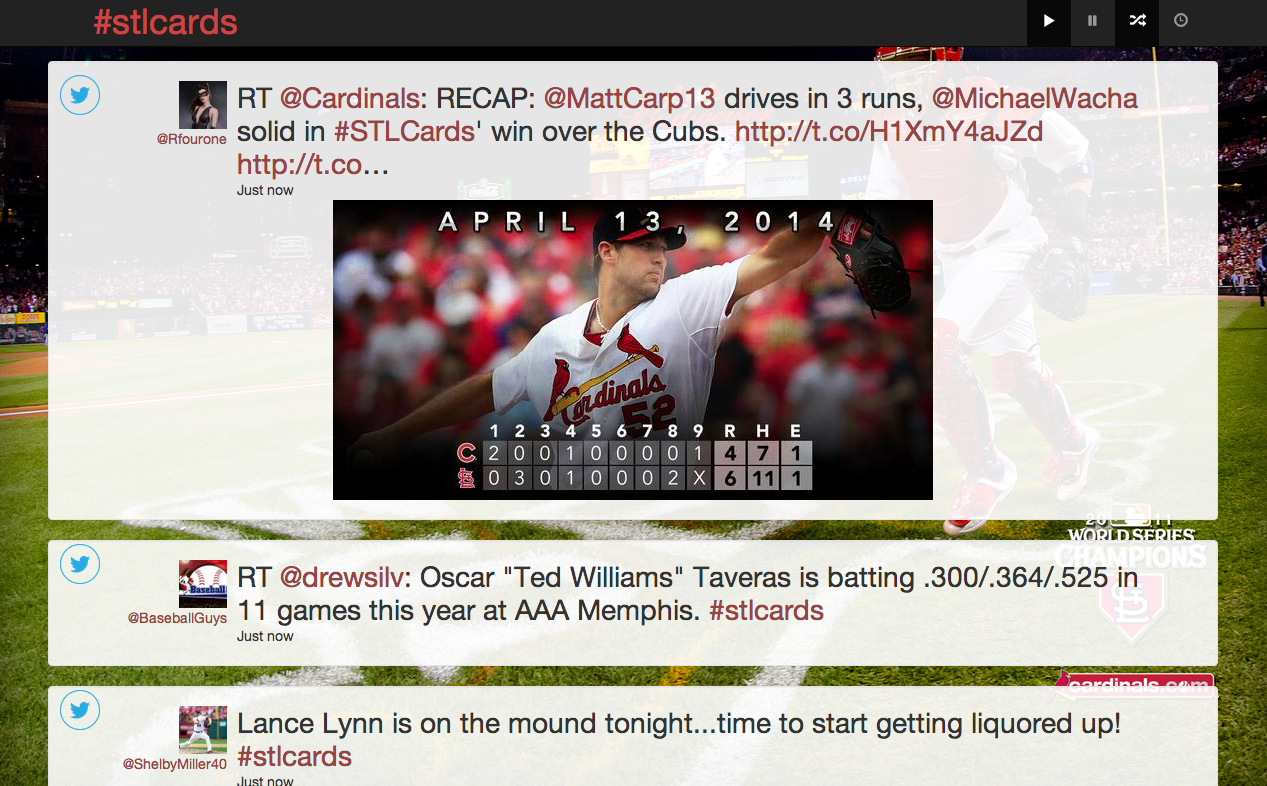 #stlcards
RT @Cardinals: RECAP: @MattCarp13 drives in 3 runs, @MichaelWacha
solid in #STLCards' win over the Cubs. http://t.co/H1XmY4aJZd
http://t.co…
@Rfourone
Just now
APRIL 13, 2014
Cardinals
52
1 2 3 4 5 6 7 8 9 R H E
C 2 0 0 1 0 0 0 0 1 4 7 1
STL 0 3 0 1 0 0 0 2 X 6 11 1
2011
WORLD SERIES
CHAMPIONS
RT @drewsilv: Oscar "Ted Williams" Taveras is batting .300/.364/.525 in
11 games this year at AAA Memphis. #stlcards
Baseball
@BaseballGuys
Just now
STL
cardinals.com
Lance Lynn is on the mound tonight...time to start getting liquored up!
#stlcards
@ShelbyMiller40
Just now